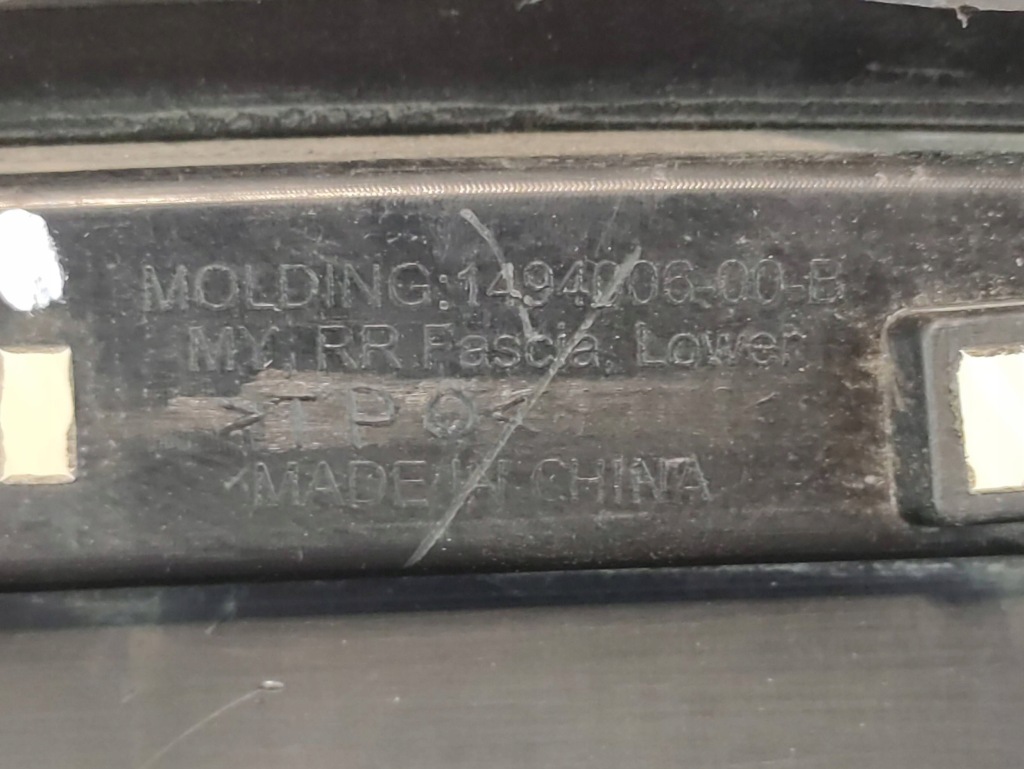 MOLDING:1494006-00-B
MY, RR Fascia, Lower
>TPO<
MADE IN CHINA